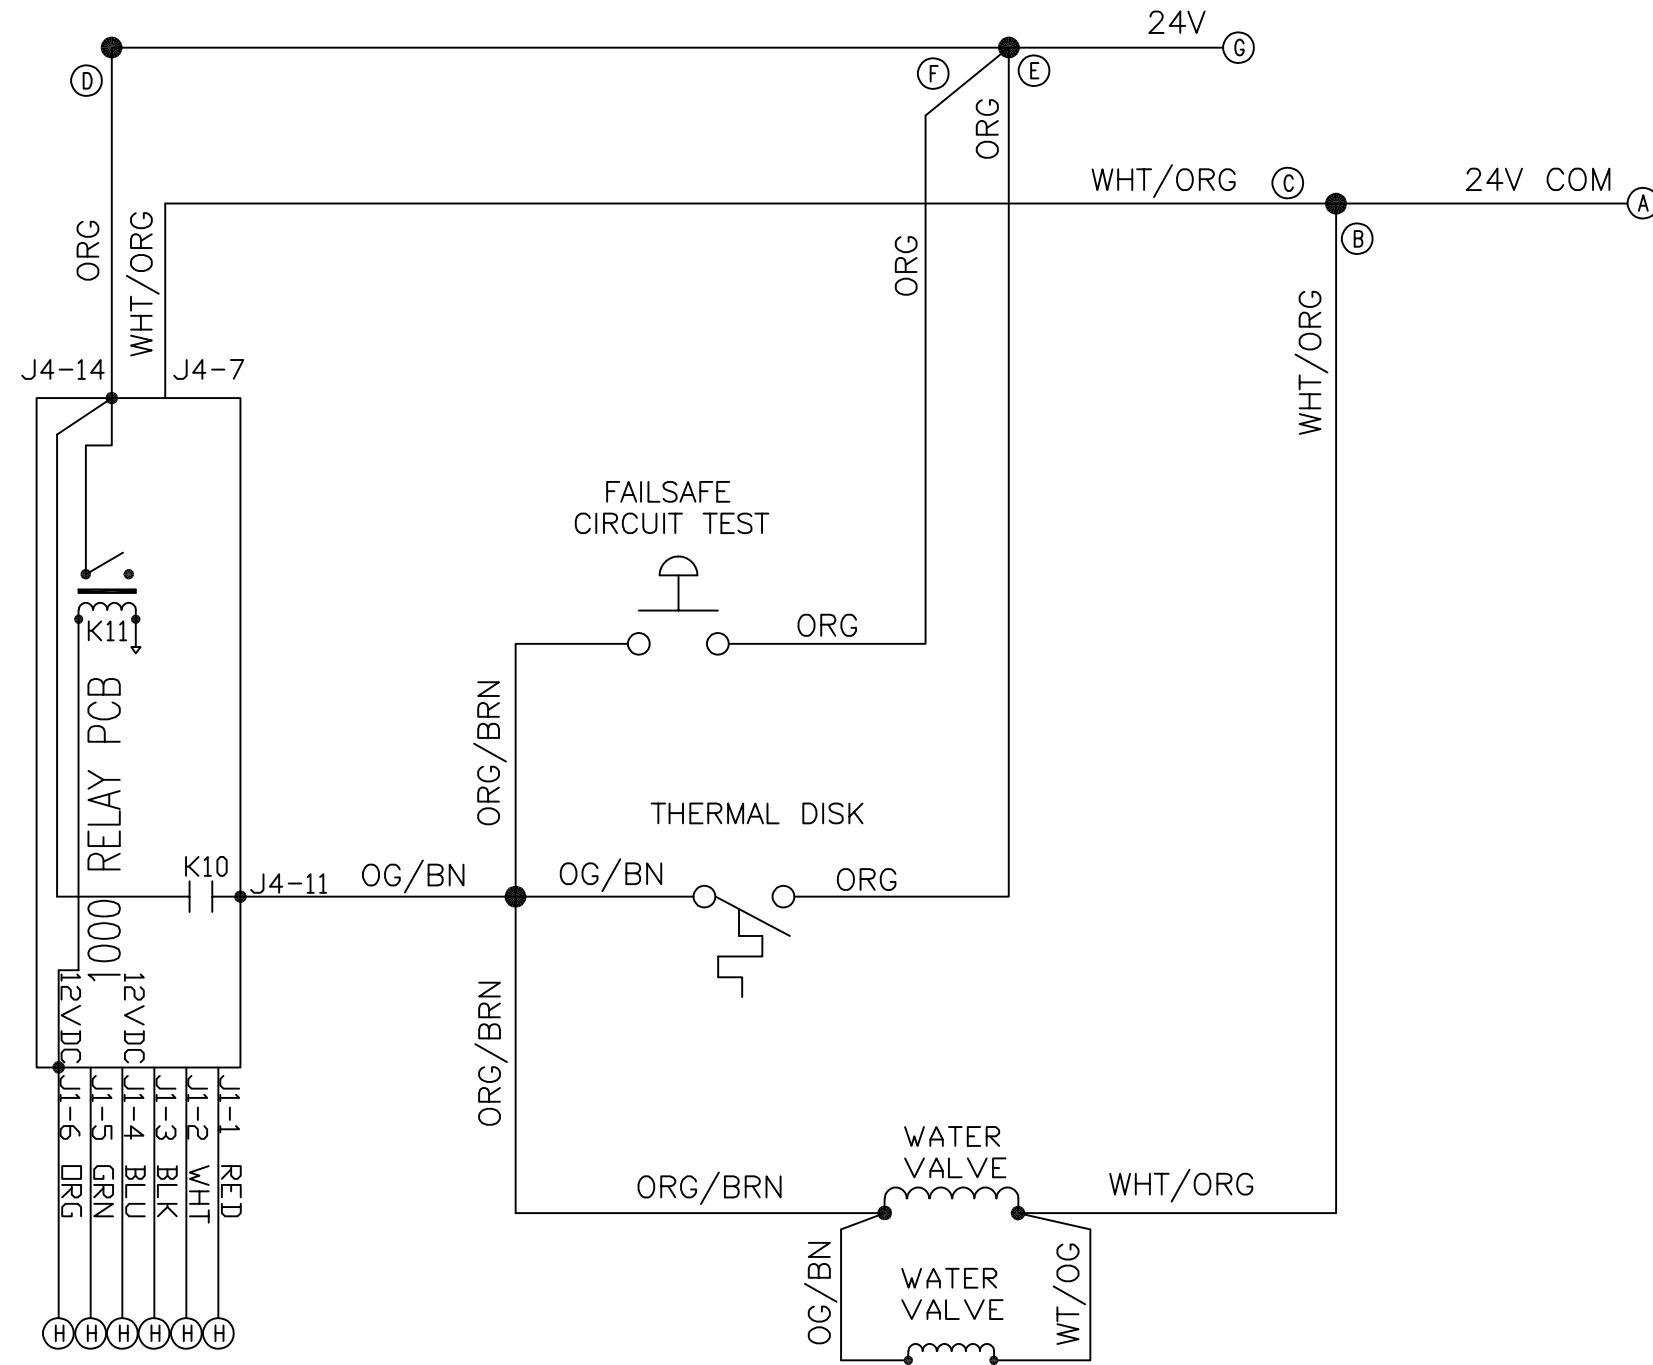 24V
G
D
F
E
ORG
WHT/ORG
C
24V COM
A
B
ORG
WHT/ORG
ORG
WHT/ORG
J4-14
J4-7
FAILSAFE
CIRCUIT TEST
ORG
K11
ORG/BRN
1000 RELAY PCB
THERMAL DISK
K10
J4-11
OG/BN
OG/BN
ORG
12VDC
12VDC
ORG/BRN
J1-6 ORG
J1-5 GRN
J1-4 BLU
J1-3 BLK
J1-2 WHT
J1-1 RED
WATER
VALVE
ORG/BRN
WHT/ORG
OG/BN
WATER
VALVE
WT/OG
H H H H H H